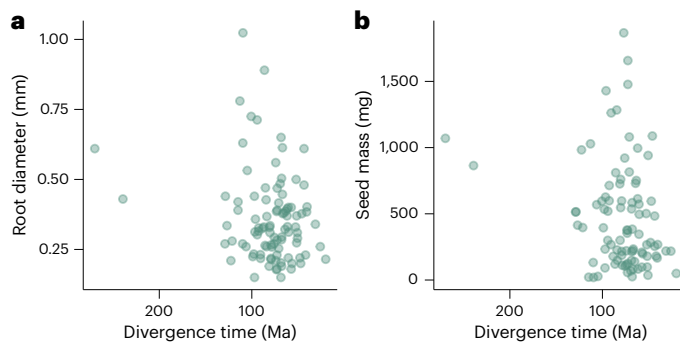 a
Root diameter (mm)
1.00
0.75
0.50
0.25
200
100
Divergence time (Ma)
b
Seed mass (mg)
1,500
1,000
500
0
200
100
Divergence time (Ma)